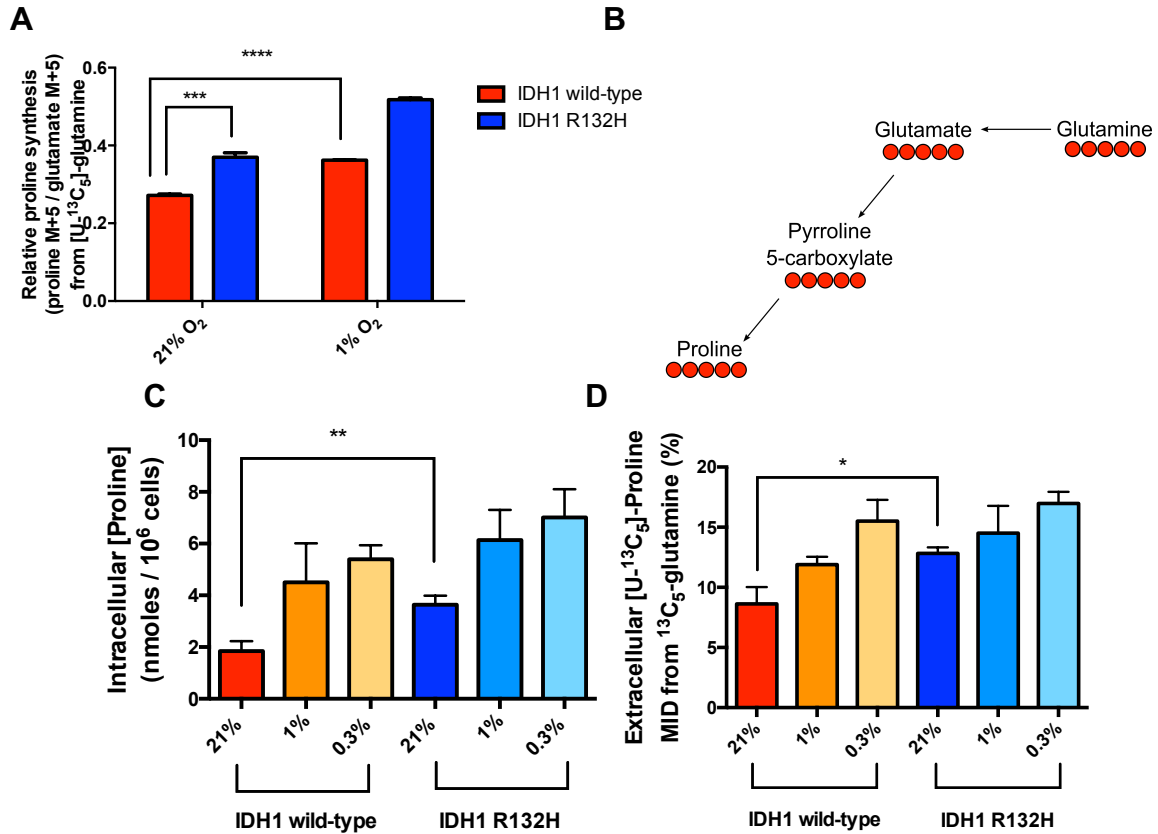 A
Relative proline synthesis
(proline M+5 / glutamate M+5)
from [U-¹³C₅]-glutamine
0.6
0.4
0.2
0.0
****
***
21% O₂
1% O₂
IDH1 wild-type
IDH1 R132H
B
Glutamate
Glutamine
Pyrroline
5-carboxylate
Proline
C
Intracellular [Proline]
(nmoles / 10⁶ cells)
10
8
6
4
2
0
**
21%
1%
0.3%
21%
1%
0.3%
IDH1 wild-type
IDH1 R132H
D
Extracellular [U-¹³C₅]-Proline
MID from ¹³C₅-glutamine (%)
20
15
10
5
0
*
21%
1%
0.3%
21%
1%
0.3%
IDH1 wild-type
IDH1 R132H